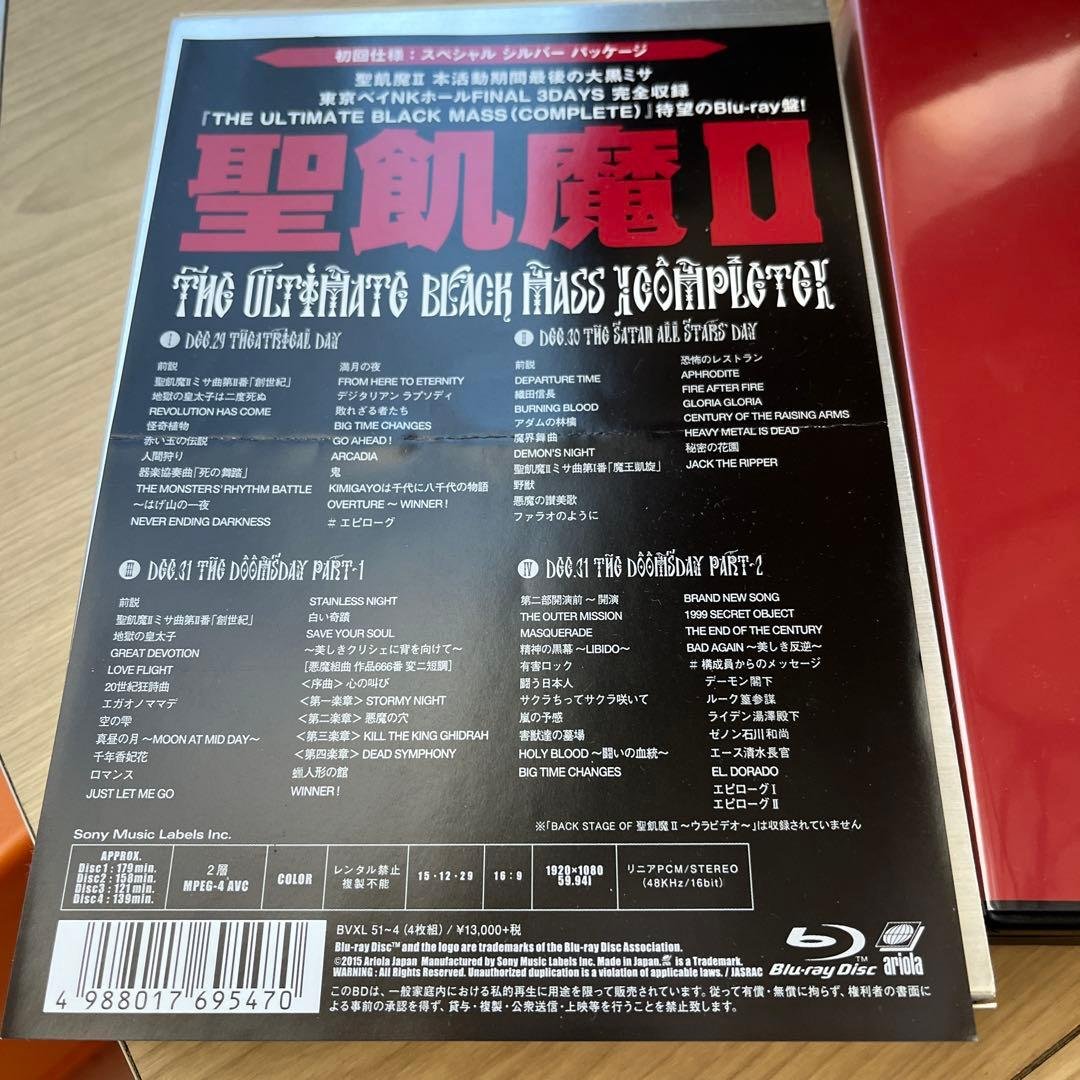 初回仕様：スペシャル シルバー パッケージ
聖飢魔II 本活動期間最後の大黒ミサ
東京ベイNKホールFINAL 3DAYS 完全収録
『THE ULTIMATE BLACK MASS(COMPLETE)』待望のBlu-ray盤!
聖飢魔II
THE ULTIMATE BLACK MASS [COMPLETE]
I DEC.29 THEATRICAL DAY
前説
聖飢魔IIミサ曲第II番「創世紀」
地獄の皇太子は二度死ぬ
REVOLUTION HAS COME
怪奇植物
赤い玉の伝説
人間狩り
器楽協奏曲「死の舞踏」
THE MONSTERS'RHYTHM BATTLE
～はげ山の一夜
NEVER ENDING DARKNESS
満月の夜
FROM HERE TO ETERNITY
デジタリアン ラプソディ
敗れざる者たち
BIG TIME CHANGES
GO AHEAD!
ARCADIA
鬼
KIMIGAYOは千代に八千代の物語
OVERTURE ～ WINNER!
# エピローグ
II DEC.30 THE SATAN ALL STARS' DAY
前説
DEPARTURE TIME
織田信長
BURNING BLOOD
アダムの林檎
魔界舞曲
DEMON'S NIGHT
聖飢魔IIミサ曲第I番「魔王凱旋」
野獣
悪魔の讃美歌
ファラオのように
恐怖のレストラン
APHRODITE
FIRE AFTER FIRE
GLORIA GLORIA
CENTURY OF THE RAISING ARMS
HEAVY METAL IS DEAD
秘密の花園
JACK THE RIPPER
III DEC.31 THE DOOMSDAY PART-1
前説
聖飢魔IIミサ曲第II番「創世紀」
地獄の皇太子
GREAT DEVOTION
LOVE FLIGHT
20世紀狂詩曲
エガオノママデ
空の雫
真昼の月 ～MOON AT MID DAY～
千年香妃花
ロマンス
JUST LET ME GO
STAINLESS NIGHT
白い奇蹟
SAVE YOUR SOUL
～美しきクリシェに背を向けて～
[悪魔組曲 作品666番 変ニ短調]
＜序曲＞ 心の叫び
＜第一楽章＞ STORMY NIGHT
＜第二楽章＞ 悪魔の穴
＜第三楽章＞ KILL THE KING GHIDRAH
＜第四楽章＞ DEAD SYMPHONY
蝋人形の館
WINNER!
IV DEC.31 THE DOOMSDAY PART-2
第二部開演前 ～ 開演
THE OUTER MISSION
MASQUERADE
精神の黒幕 ～LIBIDO～
有害ロック
闘う日本人
サクラちってサクラ咲いて
嵐の予感
害獣達の墓場
HOLY BLOOD ～闘いの血統～
BIG TIME CHANGES
BRAND NEW SONG
1999 SECRET OBJECT
THE END OF THE CENTURY
BAD AGAIN ～美しき反逆～
# 構成員からのメッセージ
デーモン閣下
ルーク篁参謀
ライデン湯澤殿下
ゼノン石川和尚
エース清水長官
EL DORADO
エピローグ I
エピローグ II
※「BACK STAGE OF 聖飢魔II ～ウラビデオ～」は収録されていません
Sony Music Labels Inc.
APPROX.
Disc1 : 179min.
Disc2 : 158min.
Disc3 : 121min.
Disc4 : 139min.
2層
MPEG-4 AVC
COLOR
レンタル禁止
複製不能
15・12・29
16：9
1920×1080
59.94I
リニアPCM/STEREO
(48KHz/16bit)
BVXL 51~4 (4枚組) / ¥13,000+税
Blu-ray Disc™ and the logo are trademarks of the Blu-ray Disc Association.
©2015 Ariola Japan Manufactured by Sony Music Labels Inc. Made in Japan. is a Trademark.
WARNING : All Rights Reserved. Unauthorized duplication is a violation of applicable laws. / JASRAC
Blu-ray Disc™
ariola
4 988017 695470
このBDは、一般家庭内における私的再生に用途を限って販売されています。従って有償・無償に拘らず、権利者の書面に
よる事前の承認を得ず、貸与・複製・公衆送信・上映等を行うことを禁止致します。